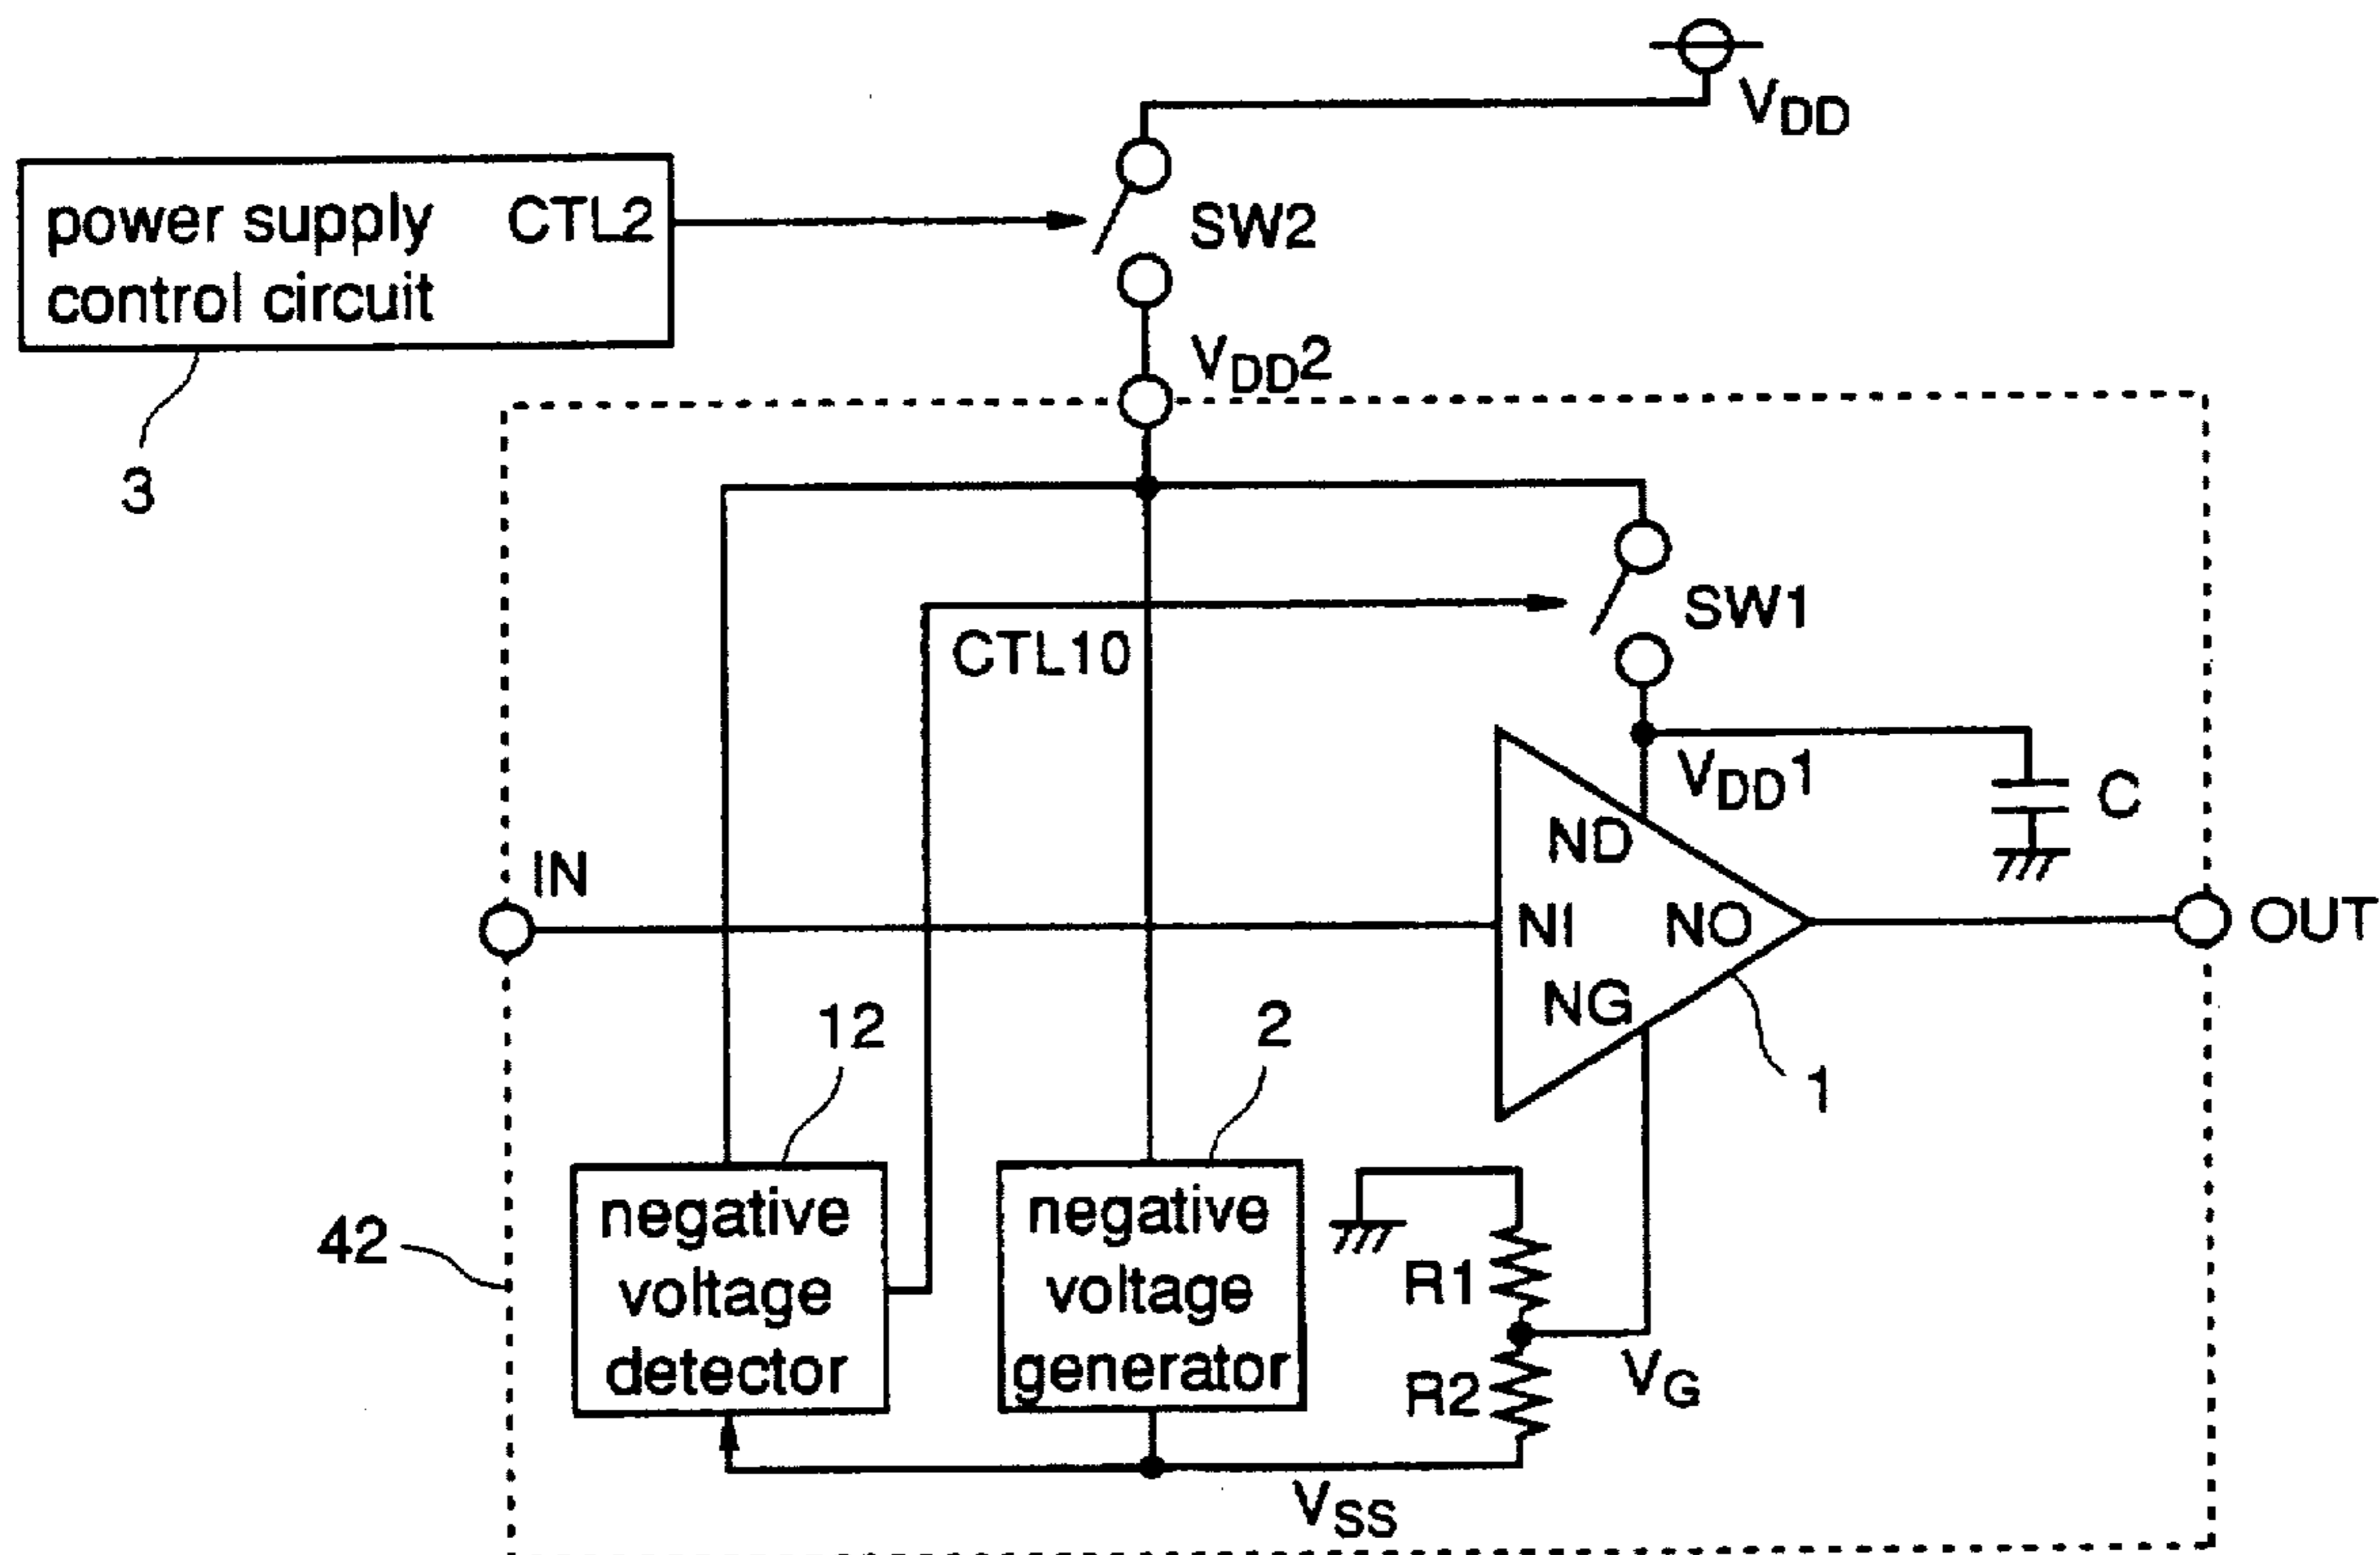 VDD
power supply CTL2
control circuit
SW2
VDD2
3
SW1
CTL10
VDD1
C
ND
IN
NI NO
OUT
NG
12
2
1
negative
voltage
detector
negative
voltage
generator
42
R1
R2
VG
VSS